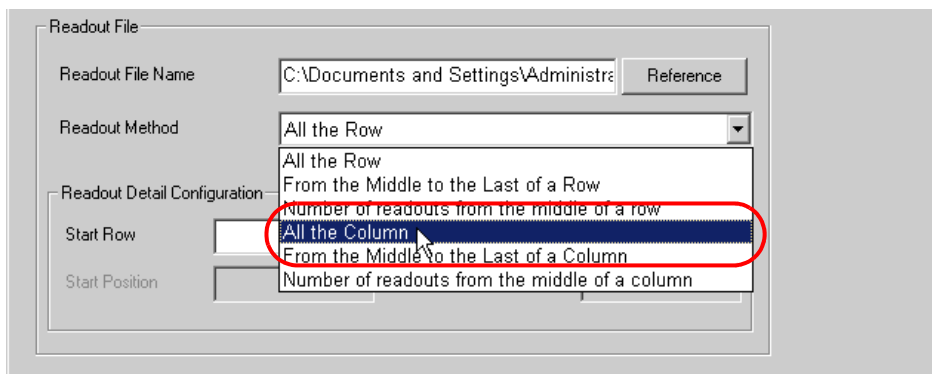 Readout File
Readout File Name C:\Documents and Settings\Administra Reference
Readout Method All the Row
All the Row
From the Middle to the Last of a Row
Readout Detail Configuration
Number of readouts from the middle of a row
Start Row All the Column
From the Middle to the Last of a Column
Start Position Number of readouts from the middle of a column